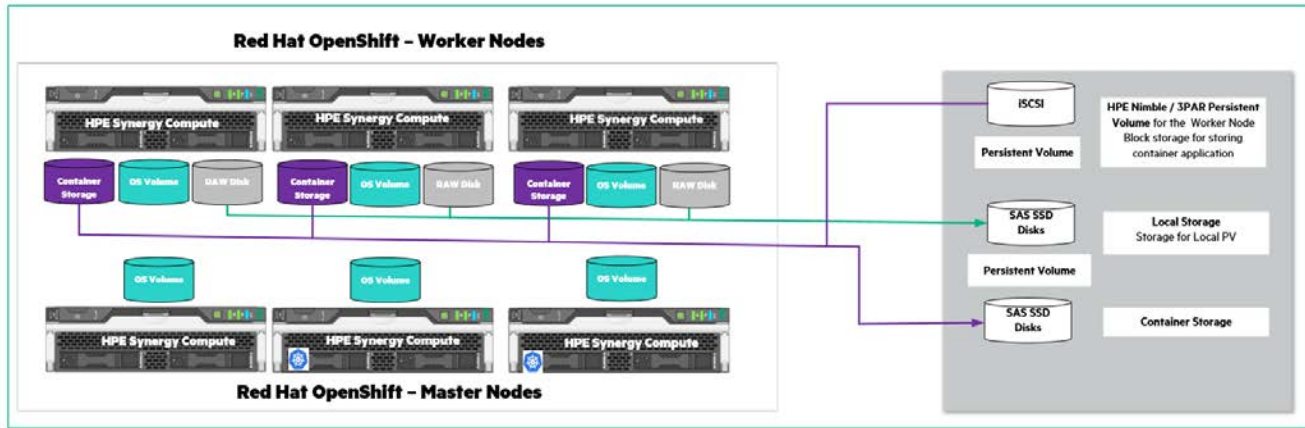 Red Hat OpenShift – Worker Nodes
HPE Synergy Compute
HPE Synergy Compute
HPE Synergy Compute
Container
Storage
OS Volume
RAW Disk
Container
Storage
OS Volume
RAW Disk
Container
Storage
OS Volume
RAW Disk
OS Volume
OS Volume
OS Volume
HPE Synergy Compute
HPE Synergy Compute
HPE Synergy Compute
Red Hat OpenShift – Master Nodes
iSCSI
Persistent Volume
HPE Nimble / 3PAR Persistent
Volume for the Worker Node
Block storage for storing
container application
SAS SSD
Disks
Persistent Volume
Local Storage
Storage for Local PV
SAS SSD
Disks
Container Storage